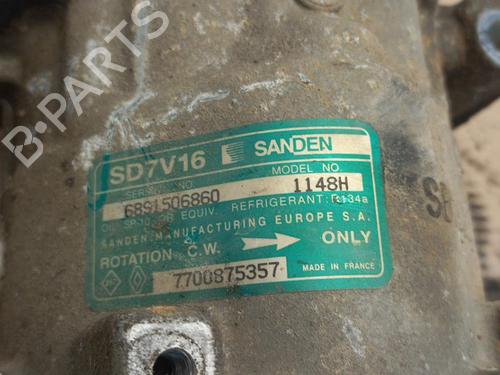 B-PARTS
SD7V16 SANDEN
SERIAL NO. MODEL NO.
68S1506860 1148H
OIL SP-10 OR EQUIV. REFRIGERANT: R134a
SANDEN MANUFACTURING EUROPE S.A.
ROTATION C.W. ONLY
7700875357 MADE IN FRANCE